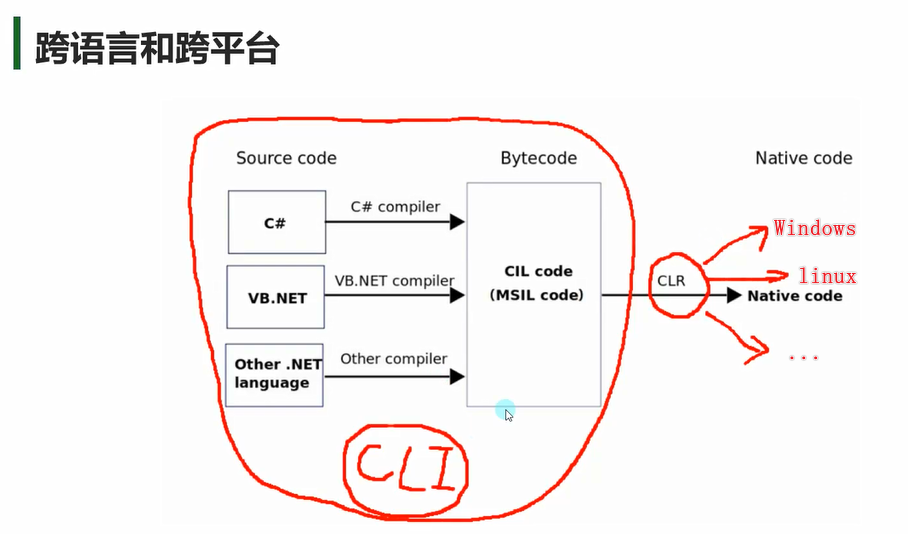 跨语言和跨平台
Source code
Bytecode
Native code
C#
C# compiler
VB.NET
VB.NET compiler
Other .NET
language
Other compiler
CIL code
(MSIL code)
CLR
Windows
linux
Native code
...
CLI